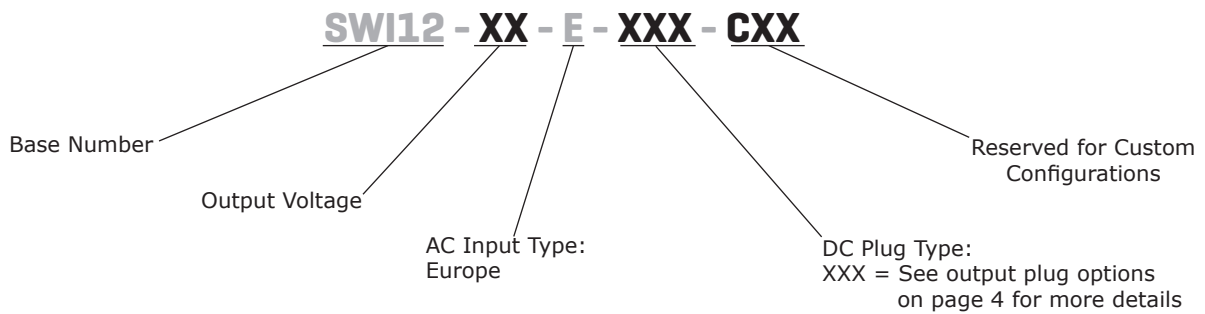 SWI12 - XX - E - XXX - CXX
Base Number
Output Voltage
AC Input Type:
Europe
DC Plug Type:
XXX = See output plug options
on page 4 for more details
Reserved for Custom
Configurations